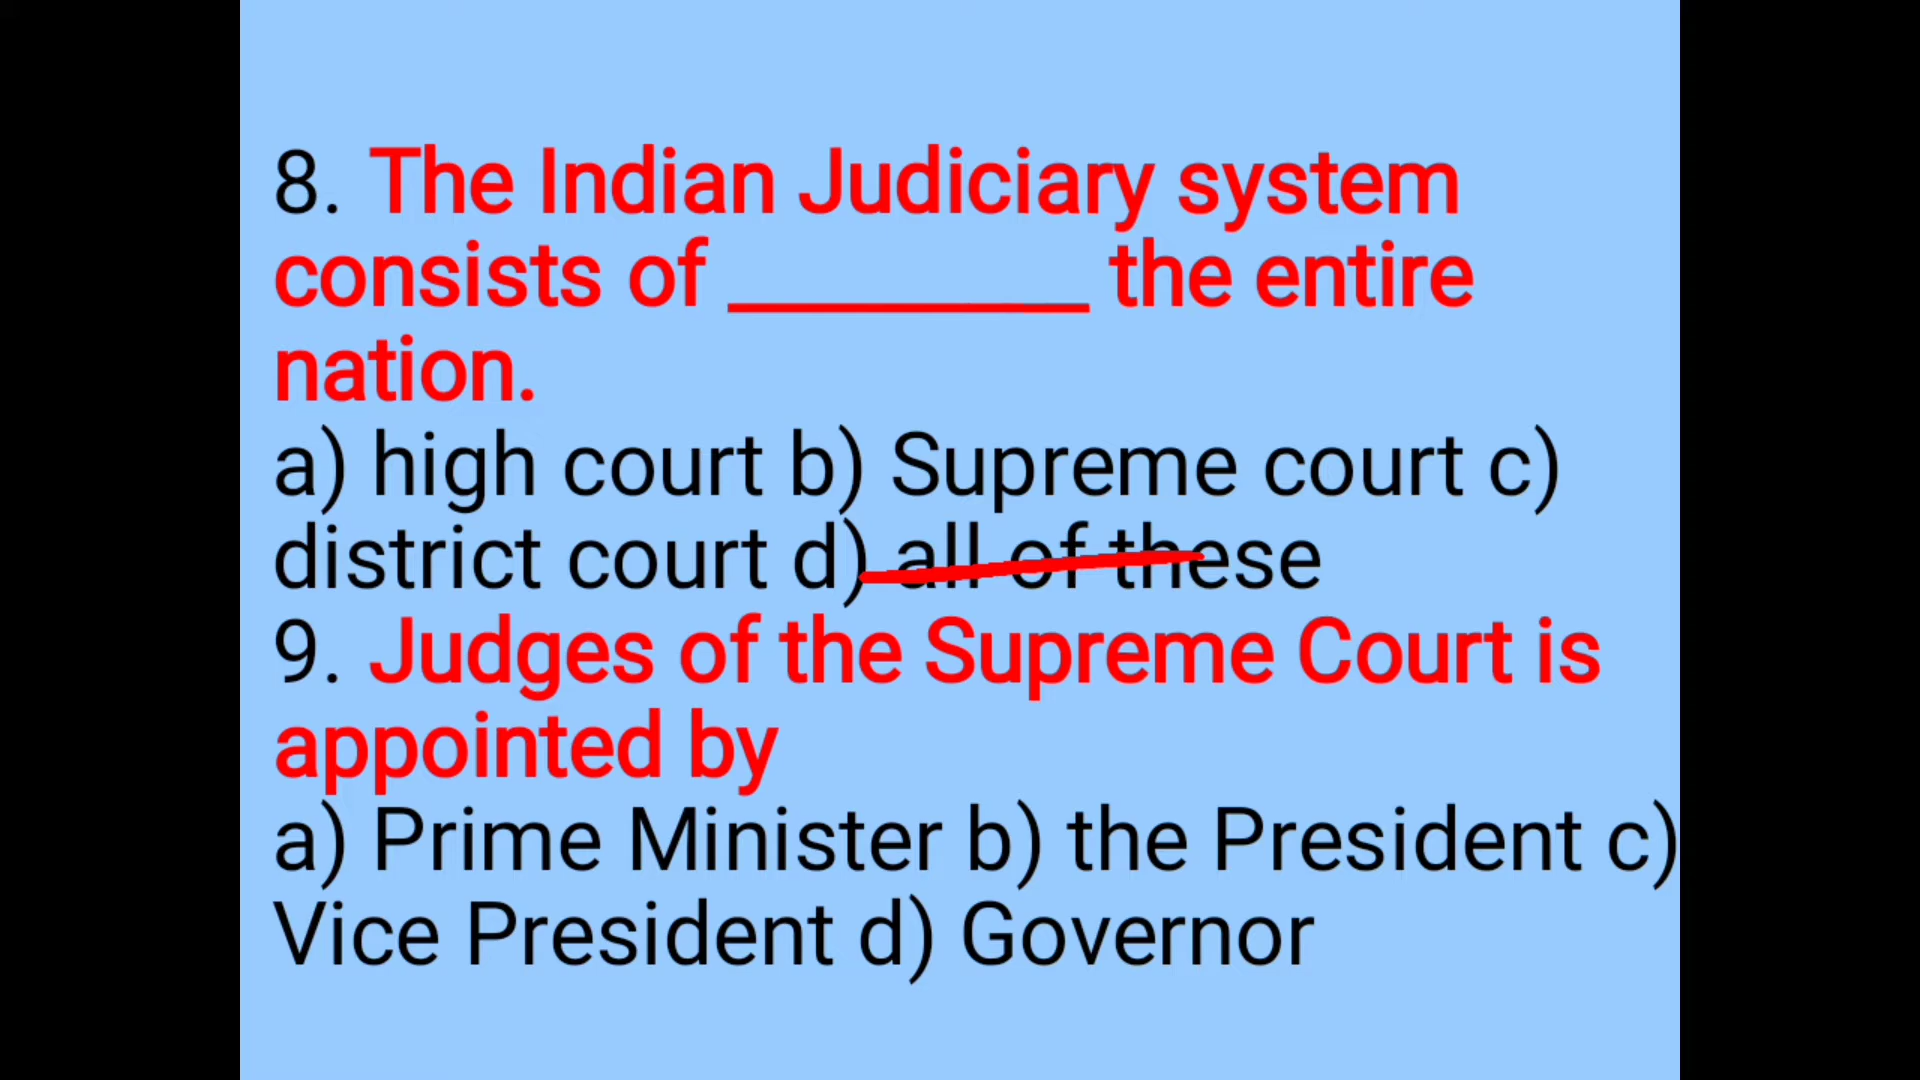 8. The Indian Judiciary system
consists of __________ the entire
nation.
a) high court b) Supreme court c)
district court d) all of these
9. Judges of the Supreme Court is
appointed by
a) Prime Minister b) the President c)
Vice President d) Governor